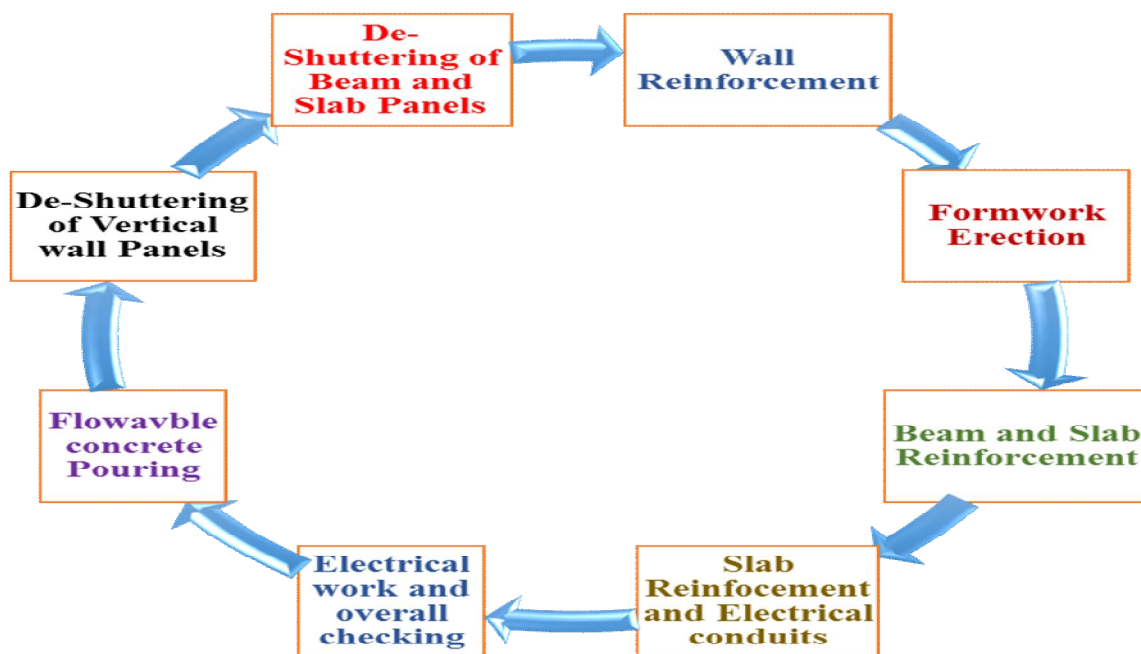 De-
Shuttering of
Beam and
Slab Panels
Wall
Reinforcement
Formwork
Erection
Beam and Slab
Reinforcement
Slab
Reinfocement
and Electrical
conduits
Electrical
work and
overall
checking
Flowavble
concrete
Pouring
De-Shuttering
of Vertical
wall Panels